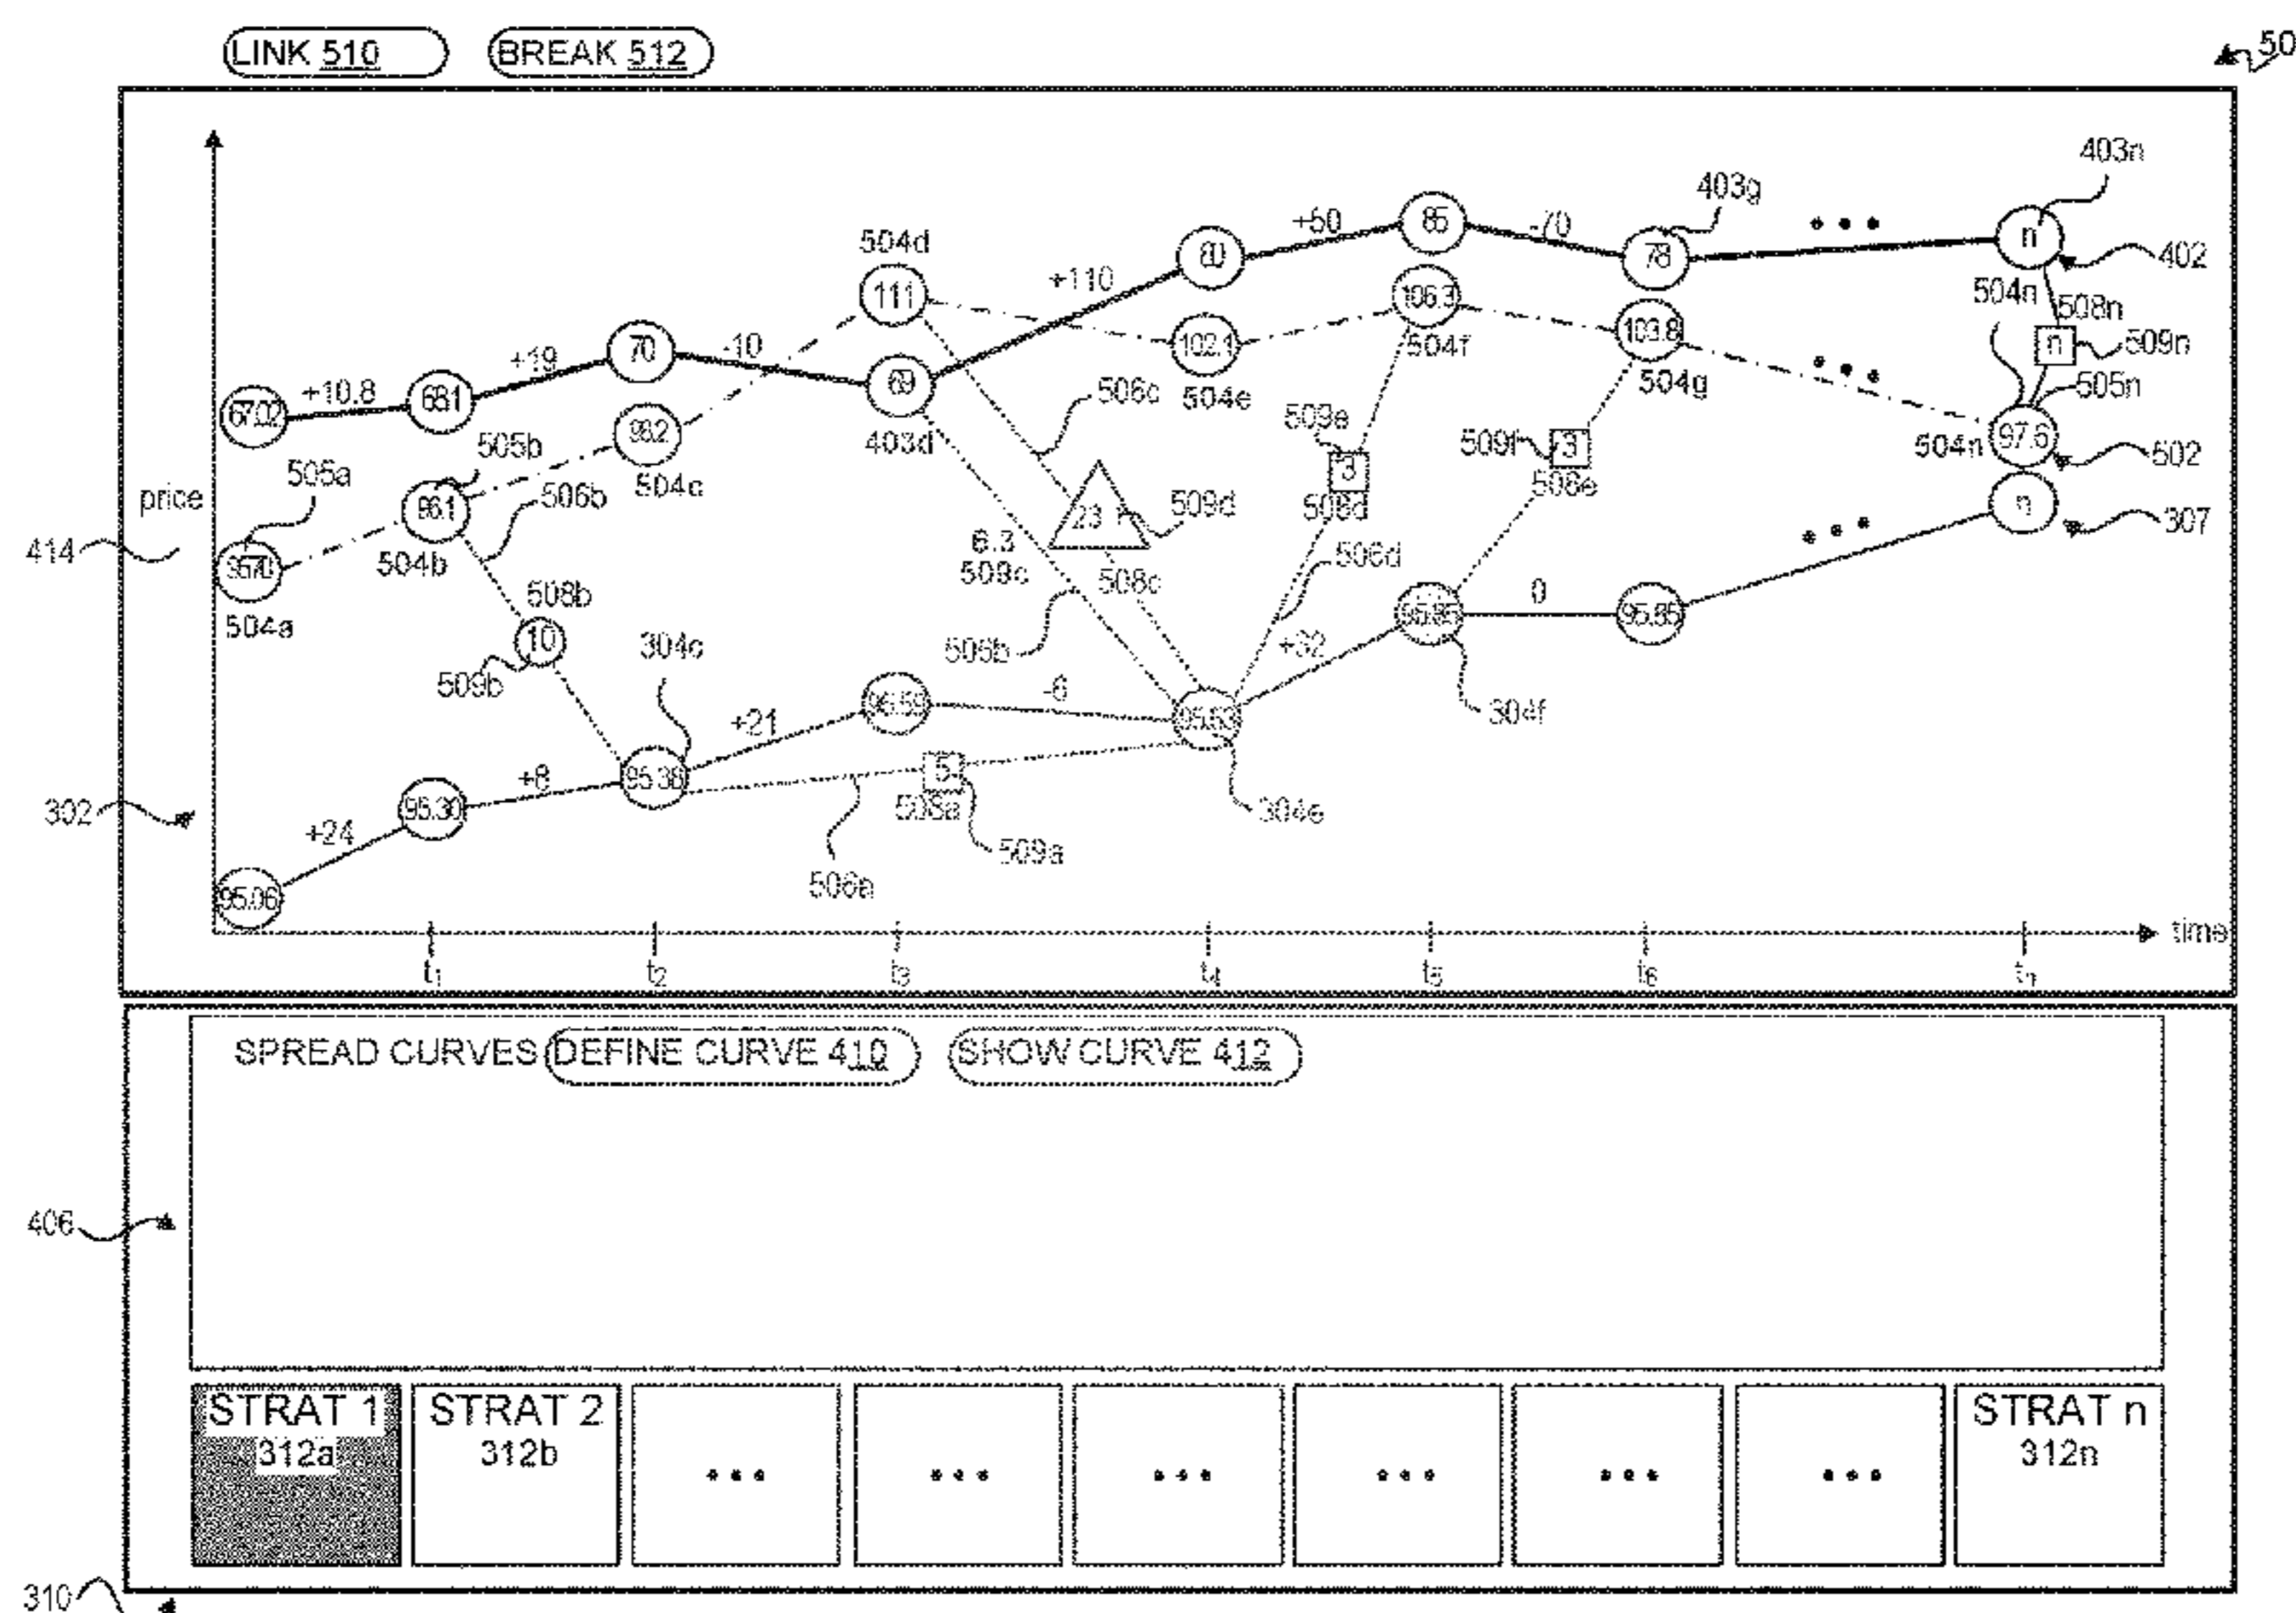 LINK 510 BREAK 512
50
403n
403g
504d
+50 85 -70 n
80 78 402
+110 504n
111 508n
106.3 103.8
+19 70 -10 102.1 504f n 509n
+10.8 69 506c 504e 504g 505n
67.02 68.1 98.2 403d 509e
505b 509f 3 504n 97.6 502
505a 504c 3
price 96.1 506b 508d 508e n
23 509d 307
414 504b 6.3
95.70 509c 506d
504a 508b 508c 0
10 304c 506b +32 95.85 95.85
509b
95.59 -6 95.53 304f
+21
+8 95.38 5
302 95.30 508a 304e
+24 509a
506a
95.06
time
t1 t2 t3 t4 t5 t6 tn
SPREAD CURVES DEFINE CURVE 410 SHOW CURVE 412
406
STRAT 1 STRAT 2 STRAT n
312a 312b 312n
310